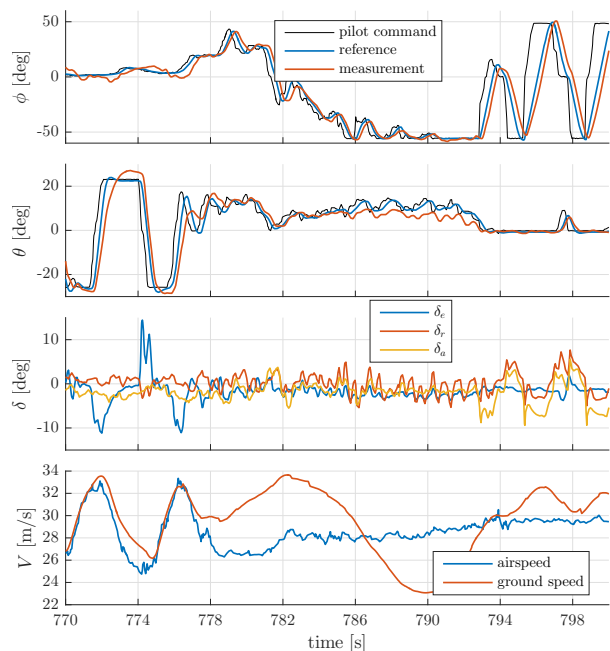 50
0
-50
ϕ [deg]
pilot command
reference
measurement
20
0
-20
θ [deg]
10
0
-10
δ [deg]
δe
δr
δa
34
32
30
28
26
24
22
V [m/s]
airspeed
ground speed
770 774 778 782 786 790 794 798
time [s]